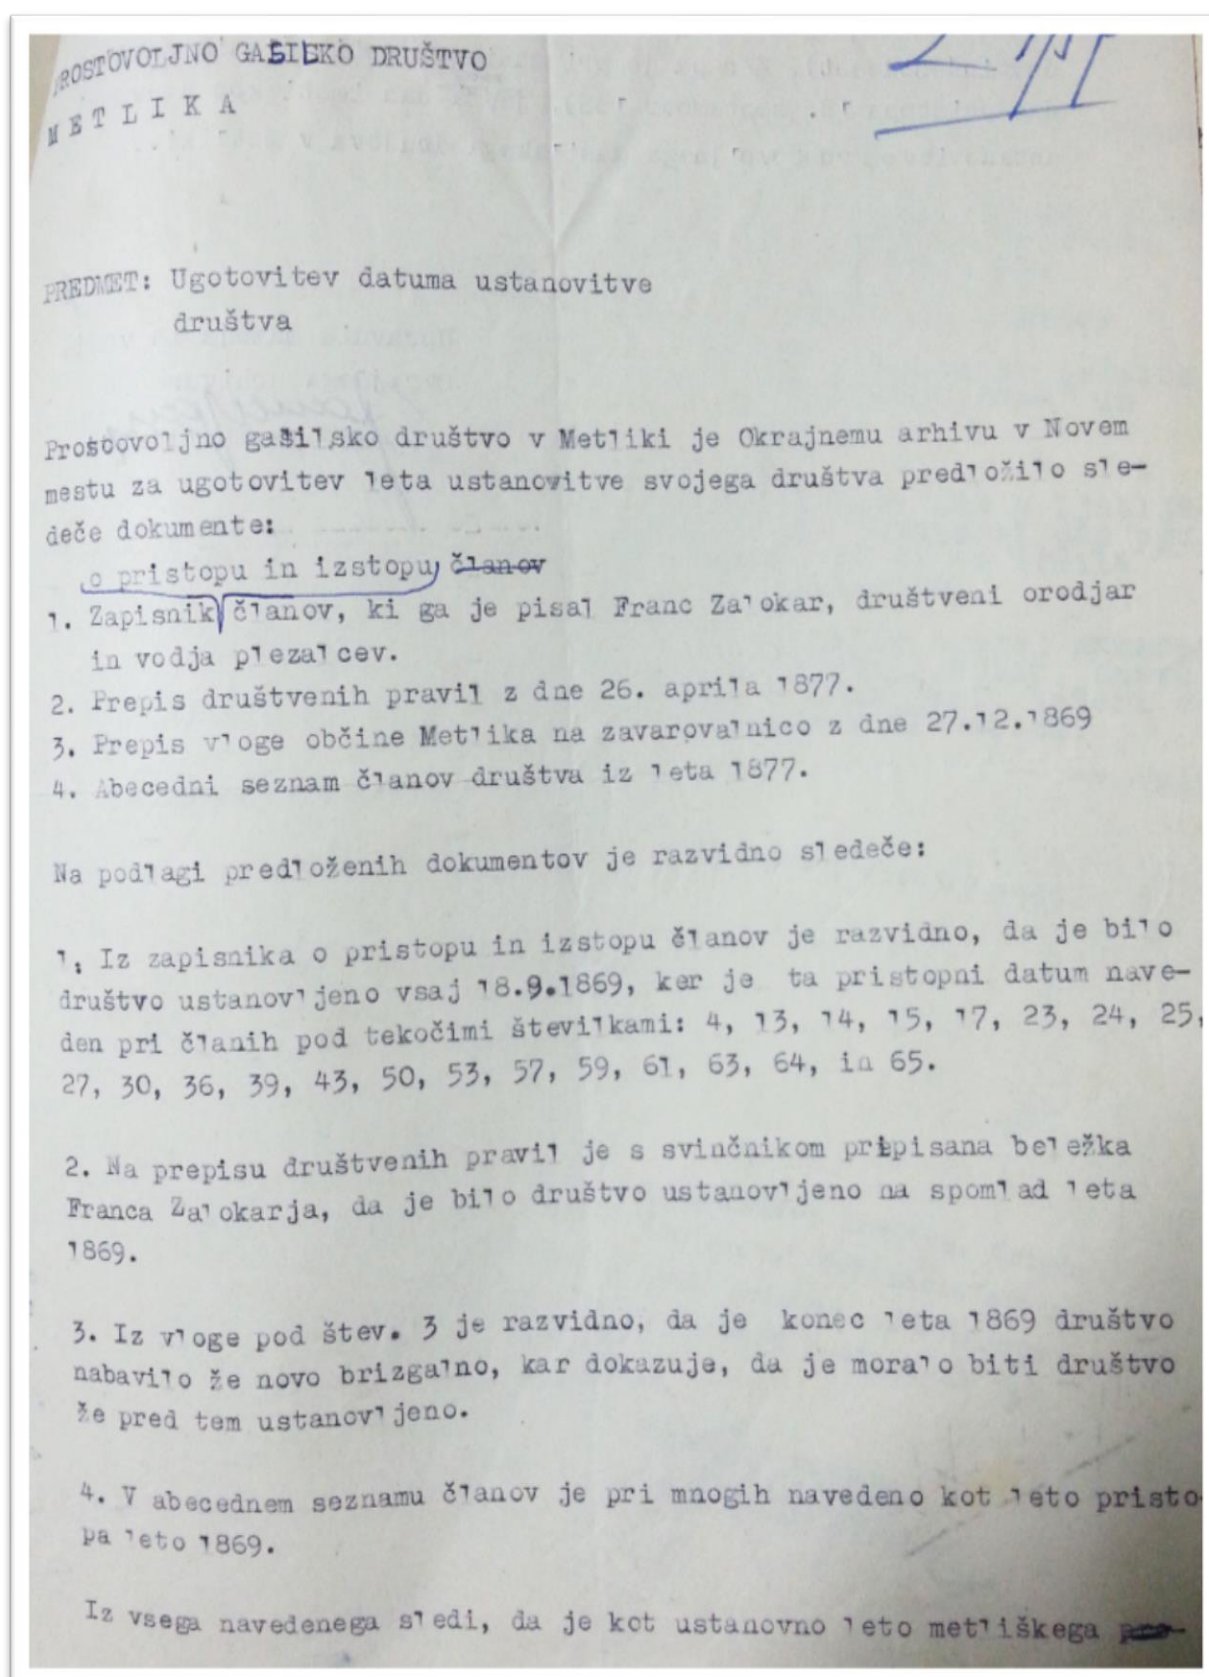 PROSTOVOLJNO GASILSKO DRUŠTVO
METLIKA
PREDMET: Ugotovitev datuma ustanovitve
društva
Prostovoljno gasilsko društvo v Metliki je Okrajnemu arhivu v Novem
mestu za ugotovitev leta ustanovitve svojega društva predložilo sle-
deče dokumente:
o pristopu in izstopu članov
1. Zapisnik članov, ki ga je pisal Franc Zalokar, društveni orodjar
in vodja plezalcev.
2. Prepis društvenih pravil z dne 26. aprila 1877.
3. Prepis vloge občine Metlika na zavarovalnico z dne 27.12.1869
4. Abecedni seznam članov društva iz leta 1877.
Na podlagi predloženih dokumentov je razvidno sledeče:
1. Iz zapisnika o pristopu in izstopu članov je razvidno, da je bilo
društvo ustanovljeno vsaj 18.9.1869, ker je ta pristopni datum nave-
den pri članih pod tekočimi številkami: 4, 13, 14, 15, 17, 23, 24, 25,
27, 30, 36, 39, 43, 50, 53, 57, 59, 61, 63, 64, in 65.
2. Na prepisu društvenih pravil je s svinčnikom pripisana beležka
Franca Zalokarja, da je bilo društvo ustanovljeno na spomlad leta
1869.
3. Iz vloge pod štev. 3 je razvidno, da je konec leta 1869 društvo
nabavilo že novo brizgalno, kar dokazuje, da je moralo biti društvo
že pred tem ustanovljeno.
4. V abecednem seznamu članov je pri mnogih navedeno kot leto pristo-
pa leto 1869.
Iz vsega navedenega sledi, da je kot ustanovno leto metliškega